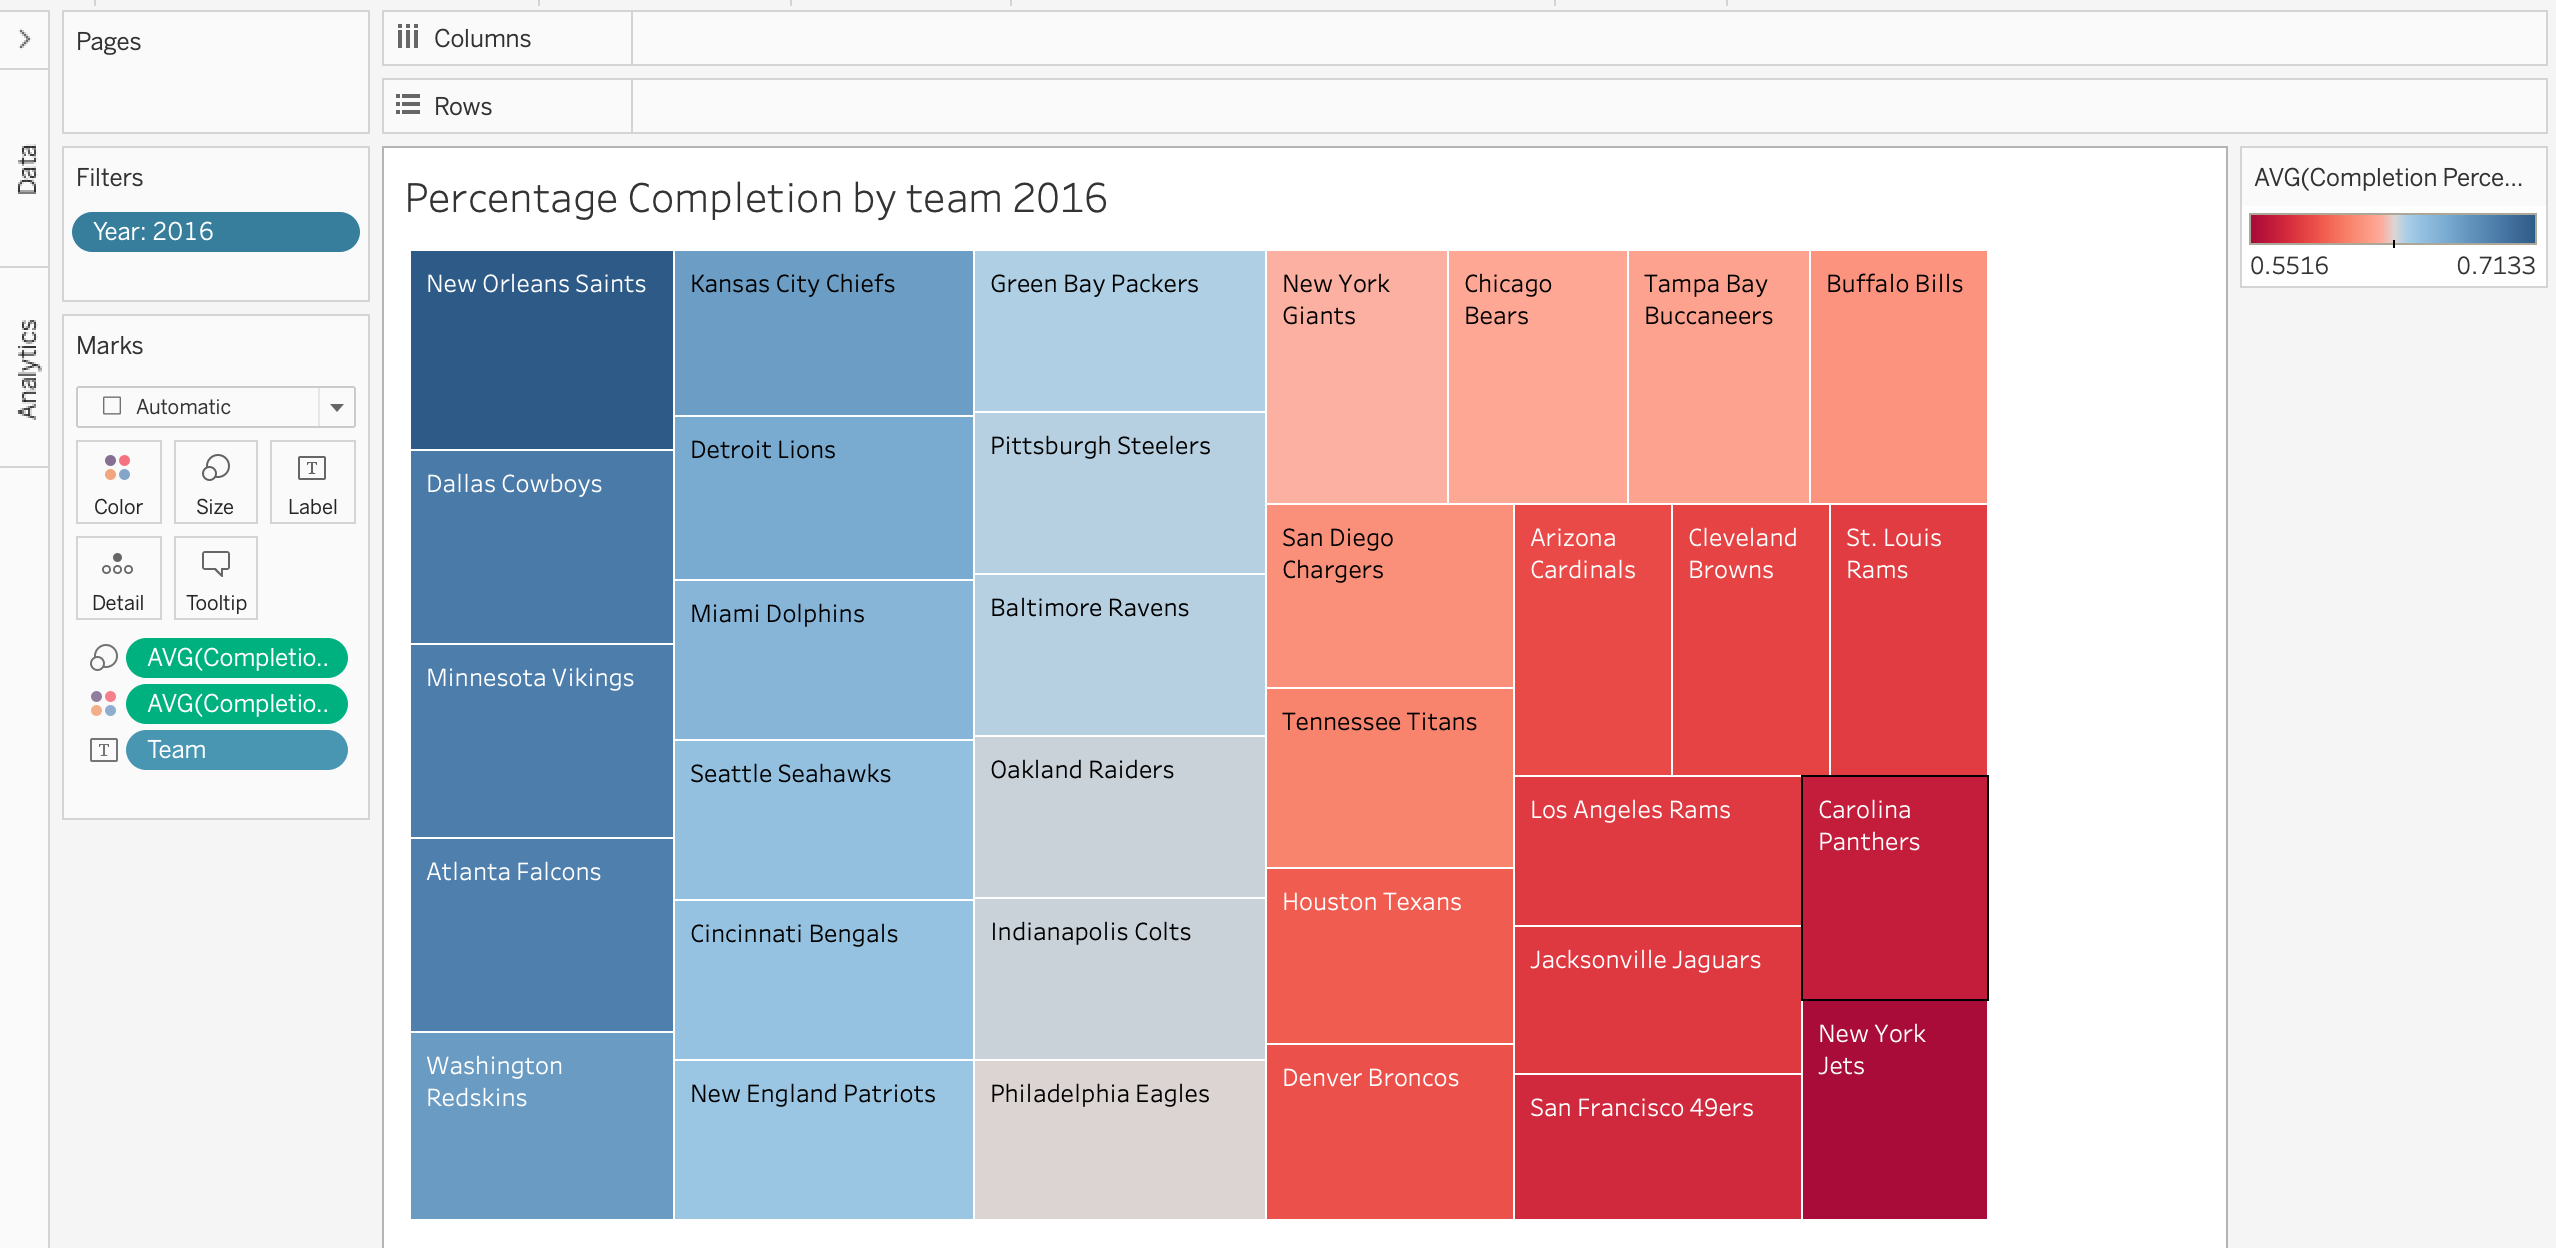 Pages
Columns
Rows
Data
Analytics
Filters
Year: 2016
Marks
Automatic
Color
Size
T
Label
Detail
Tooltip
AVG(Completio..
AVG(Completio..
T
Team
Percentage Completion by team 2016
New Orleans Saints
Dallas Cowboys
Minnesota Vikings
Atlanta Falcons
Washington
Redskins
Kansas City Chiefs
Detroit Lions
Miami Dolphins
Seattle Seahawks
Cincinnati Bengals
New England Patriots
Green Bay Packers
Pittsburgh Steelers
Baltimore Ravens
Oakland Raiders
Indianapolis Colts
Philadelphia Eagles
New York
Giants
Chicago
Bears
Tampa Bay
Buccaneers
Buffalo Bills
San Diego
Chargers
Tennessee Titans
Houston Texans
Denver Broncos
Arizona
Cardinals
Cleveland
Browns
St. Louis
Rams
Los Angeles Rams
Jacksonville Jaguars
San Francisco 49ers
Carolina
Panthers
New York
Jets
AVG(Completion Perce...
0.5516
0.7133